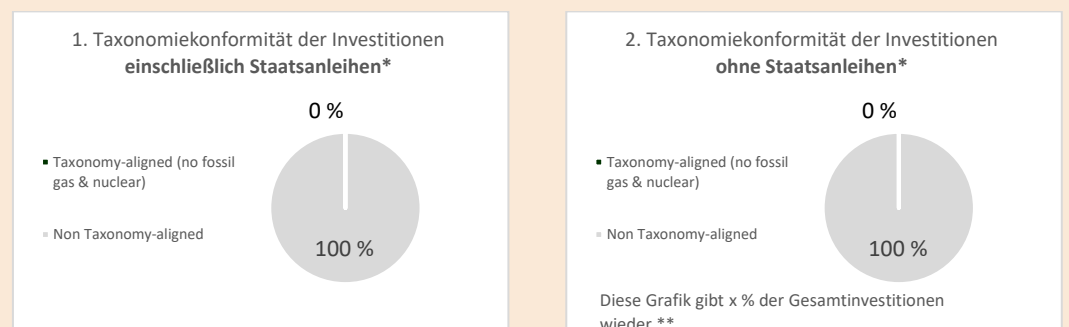 1. Taxonomiekonformität der Investitionen
einschließlich Staatsanleihen*
0 %
Taxonomy-aligned (no fossil
gas & nuclear)
Non Taxonomy-aligned
100 %
2. Taxonomiekonformität der Investitionen
ohne Staatsanleihen*
0 %
Taxonomy-aligned (no fossil
gas & nuclear)
Non Taxonomy-aligned
100 %
Diese Grafik gibt x % der Gesamtinvestitionen
wieder **